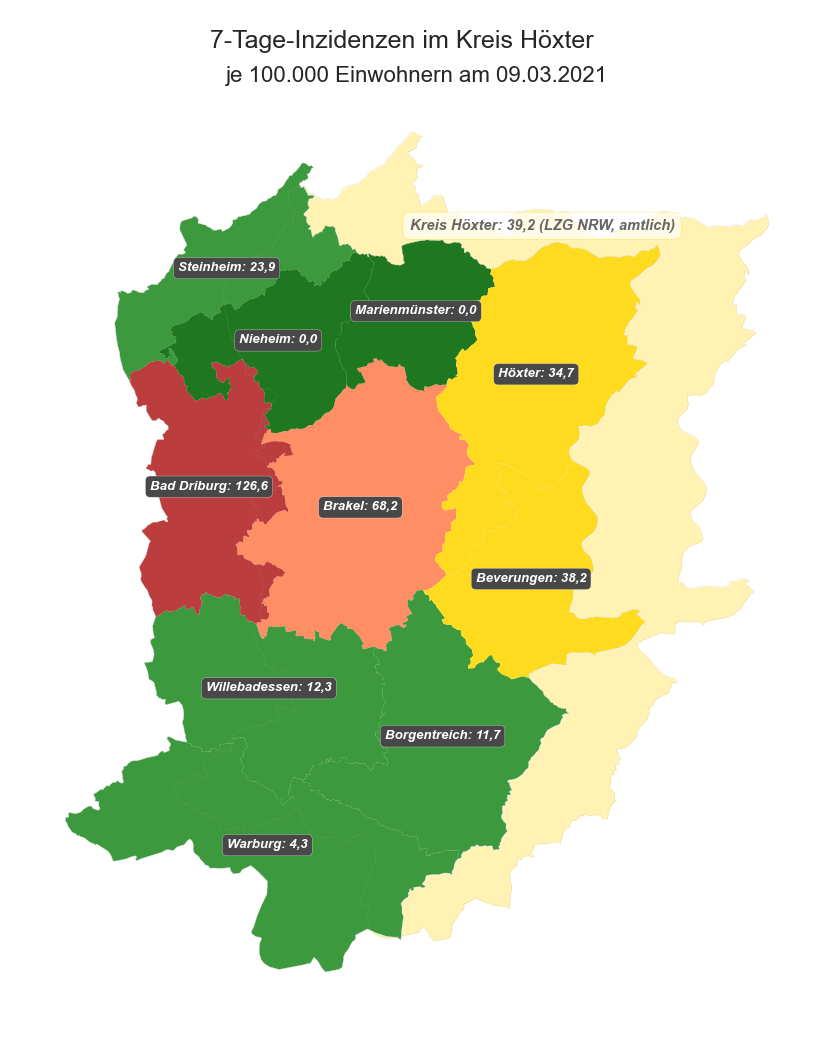 7-Tage-Inzidenzen im Kreis Höxter
je 100.000 Einwohnern am 09.03.2021
Kreis Höxter: 39,2 (LZG NRW, amtlich)
Steinheim: 23,9
Marienmünster: 0,0
Nieheim: 0,0
Höxter: 34,7
Bad Driburg: 126,6
Brakel: 68,2
Beverungen: 38,2
Willebadessen: 12,3
Borgentreich: 11,7
Warburg: 4,3